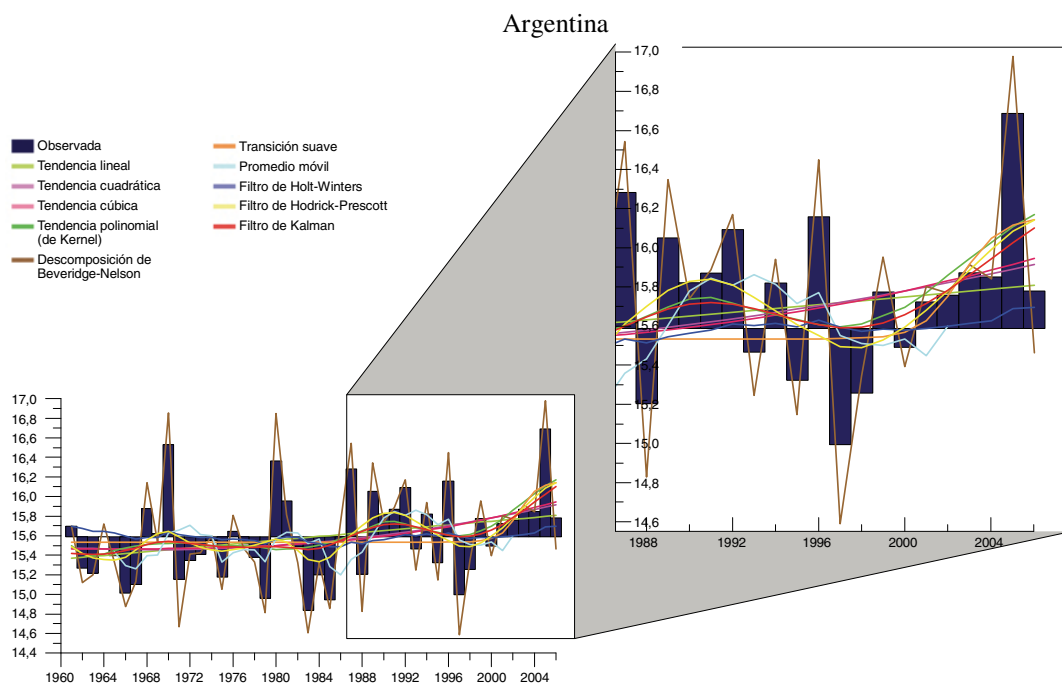 Argentina
Observada
Tendencia lineal
Tendencia cuadrática
Tendencia cúbica
Tendencia polinomial
(de Kernel)
Descomposición de
Beveridge-Nelson
Transición suave
Promedio móvil
Filtro de Holt-Winters
Filtro de Hodrick-Prescott
Filtro de Kalman
17,0
16,8
16,6
16,4
16,2
16,0
15,8
15,6
15,4
15,2
15,0
14,8
14,6
1988 1992 1996 2000 2004
17,0
16,8
16,6
16,4
16,2
16,0
15,8
15,6
15,4
15,2
15,0
14,8
14,6
14,4
1960 1964 1968 1972 1976 1980 1984 1988 1992 1996 2000 2004